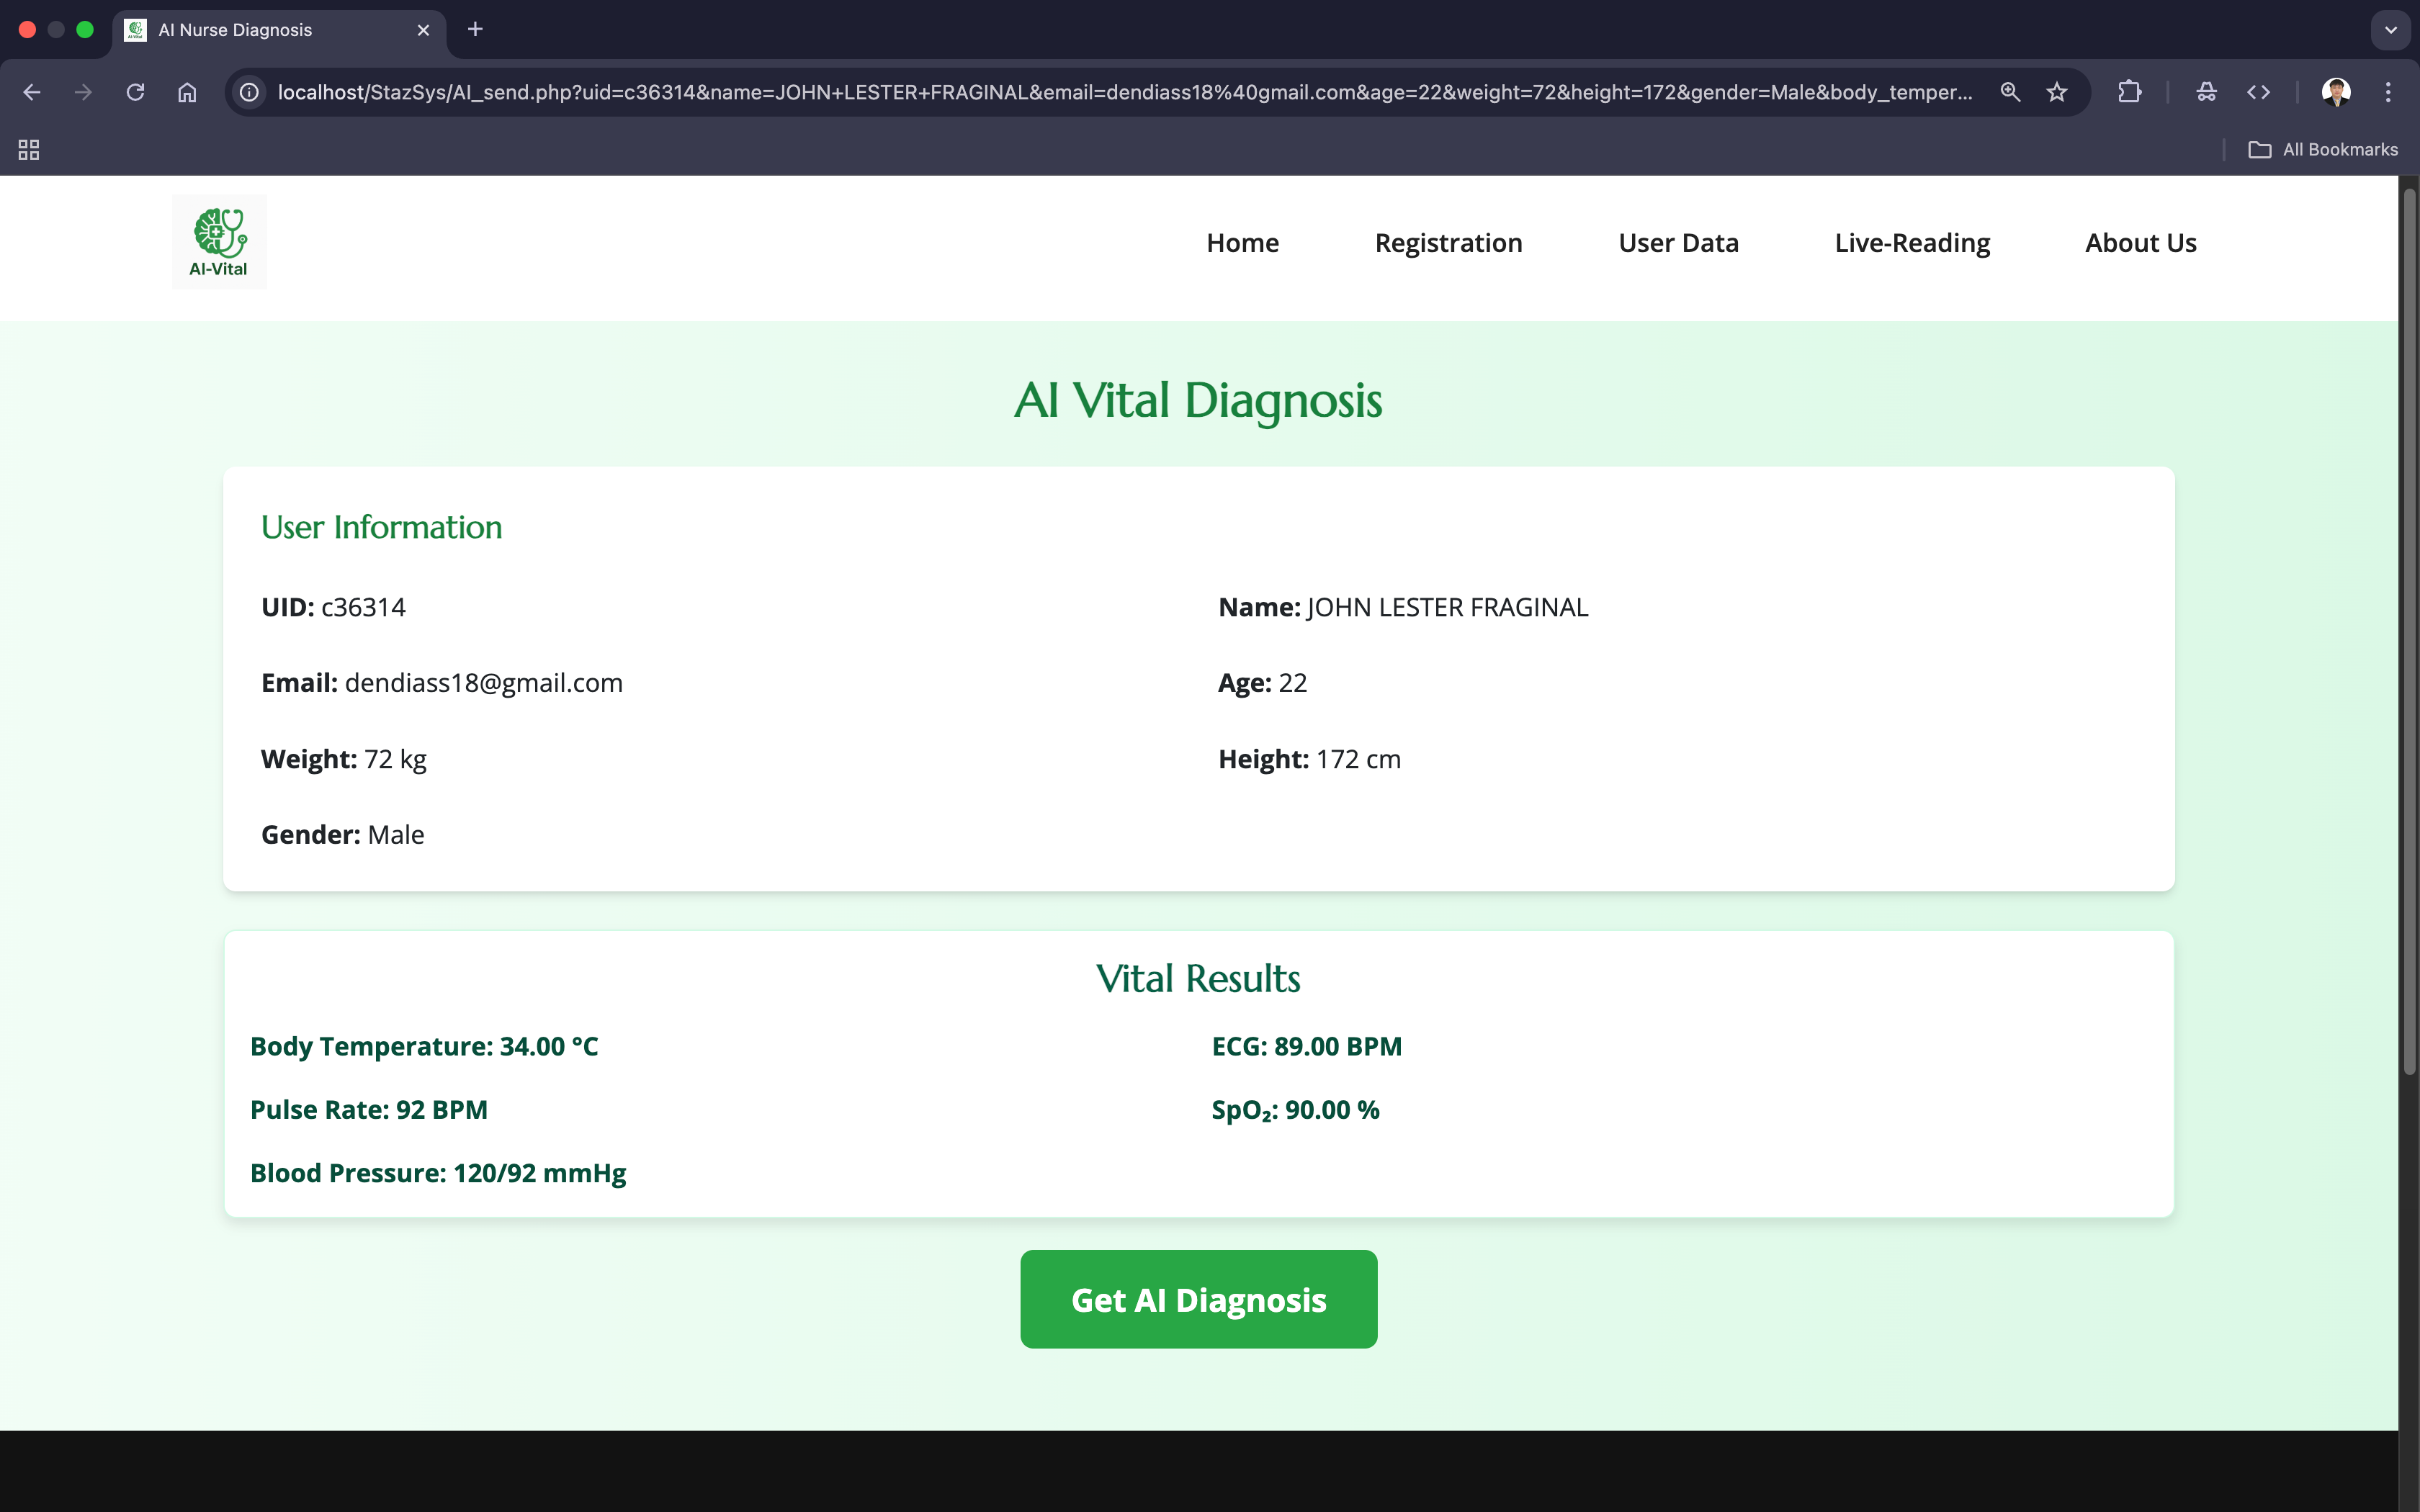 AI Nurse Diagnosis
localhost/StazSys/AI_send.php?uid=c36314&name=JOHN+LESTER+FRAGINAL&email=dendiass18%40gmail.com&age=22&weight=72&height=172&gender=Male&body_temper...
All Bookmarks
AI-Vital
Home Registration User Data Live-Reading About Us
AI Vital Diagnosis
User Information
UID: c36314
Name: JOHN LESTER FRAGINAL
Email: dendiass18@gmail.com
Age: 22
Weight: 72 kg
Height: 172 cm
Gender: Male
Vital Results
Body Temperature: 34.00 °C
ECG: 89.00 BPM
Pulse Rate: 92 BPM
SpO₂: 90.00 %
Blood Pressure: 120/92 mmHg
Get AI Diagnosis